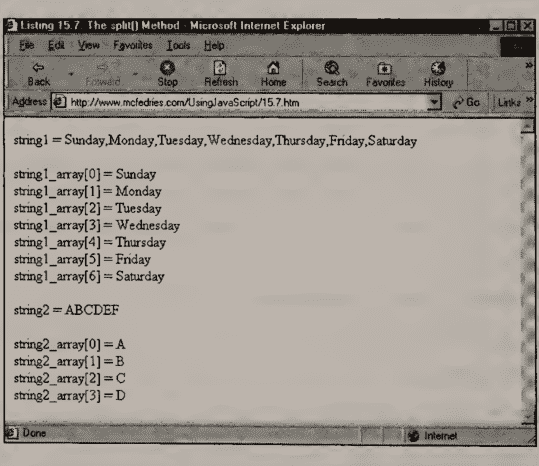 Listing 15.7 The split() Method - Microsoft Internet Explorer
File Edit View Favorites Tools Help
Back Forward Stop Refresh Home Search Favorites History
Address http://www.mcfedries.com/UsingJavaScript/15.7.htm Go Links
string1 = Sunday,Monday,Tuesday,Wednesday,Thursday,Friday,Saturday
string1_array[0] = Sunday
string1_array[1] = Monday
string1_array[2] = Tuesday
string1_array[3] = Wednesday
string1_array[4] = Thursday
string1_array[5] = Friday
string1_array[6] = Saturday
string2 = ABCDEF
string2_array[0] = A
string2_array[1] = B
string2_array[2] = C
string2_array[3] = D
Done Internet